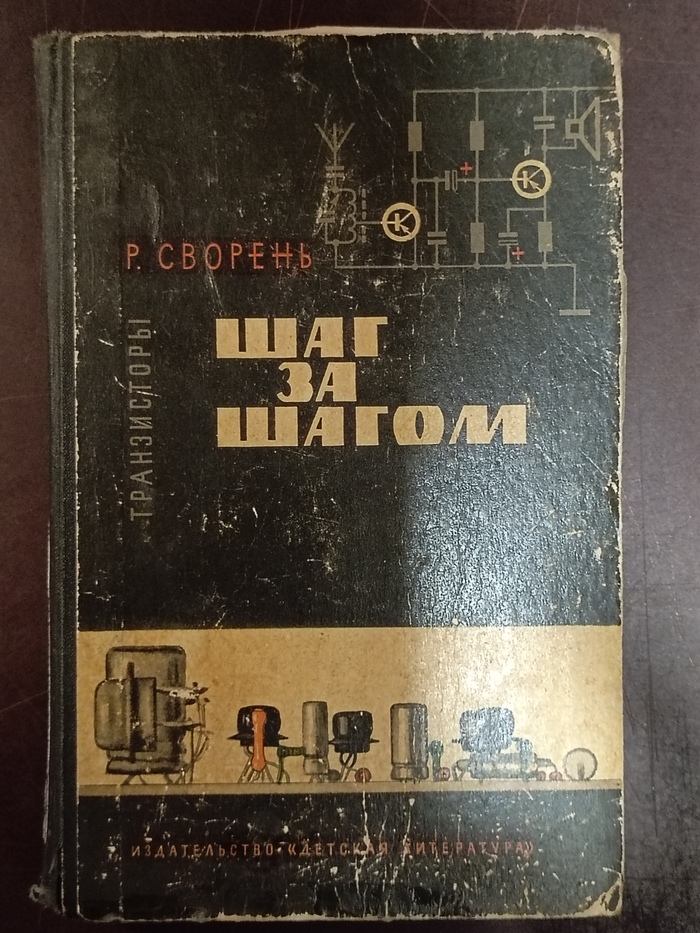 Р. СВОРЕНЬ
ШАГ
ЗА
ШАГОМ
ТРАНЗИСТОРЫ
ИЗДАТЕЛЬСТВО «ДЕТСКАЯ ЛИТЕРАТУРА»